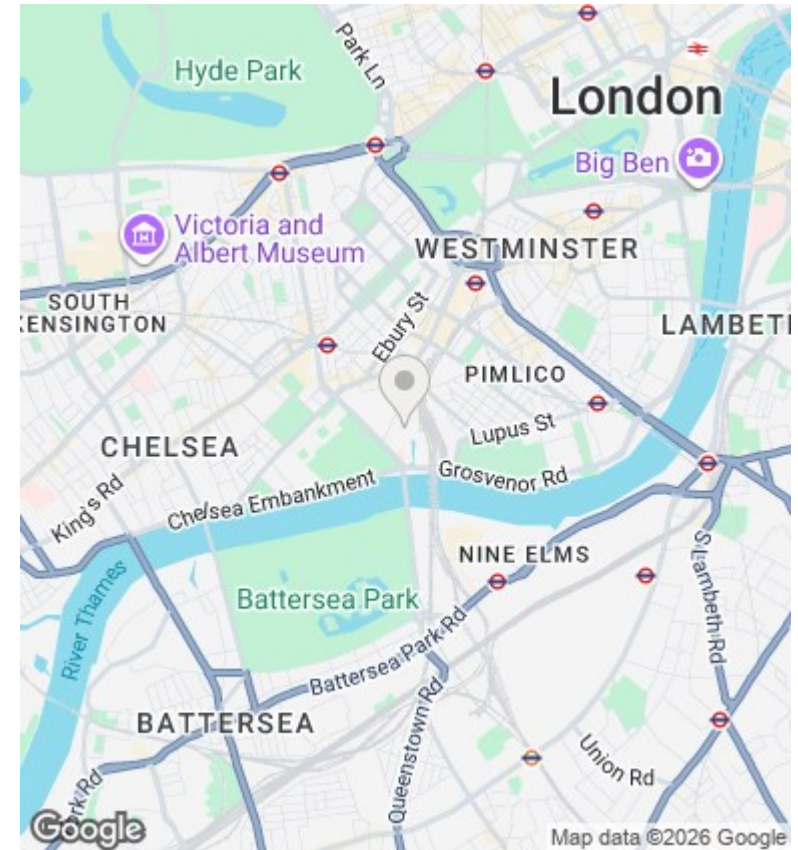 Park Ln
Hyde Park
London
Big Ben
Victoria and
Albert Museum
WESTMINSTER
SOUTH
KENSINGTON
Ebury St
LAMBETH
PIMLICO
Lupus St
CHELSEA
Grosvenor Rd
King's Rd
Chelsea Embankment
NINE ELMS
River Thames
Battersea Park
S Lambeth Rd
Battersea Park Rd
BATTERSEA
Queenstown Rd
Union Rd
York Rd
Google
Map data ©2026 Google